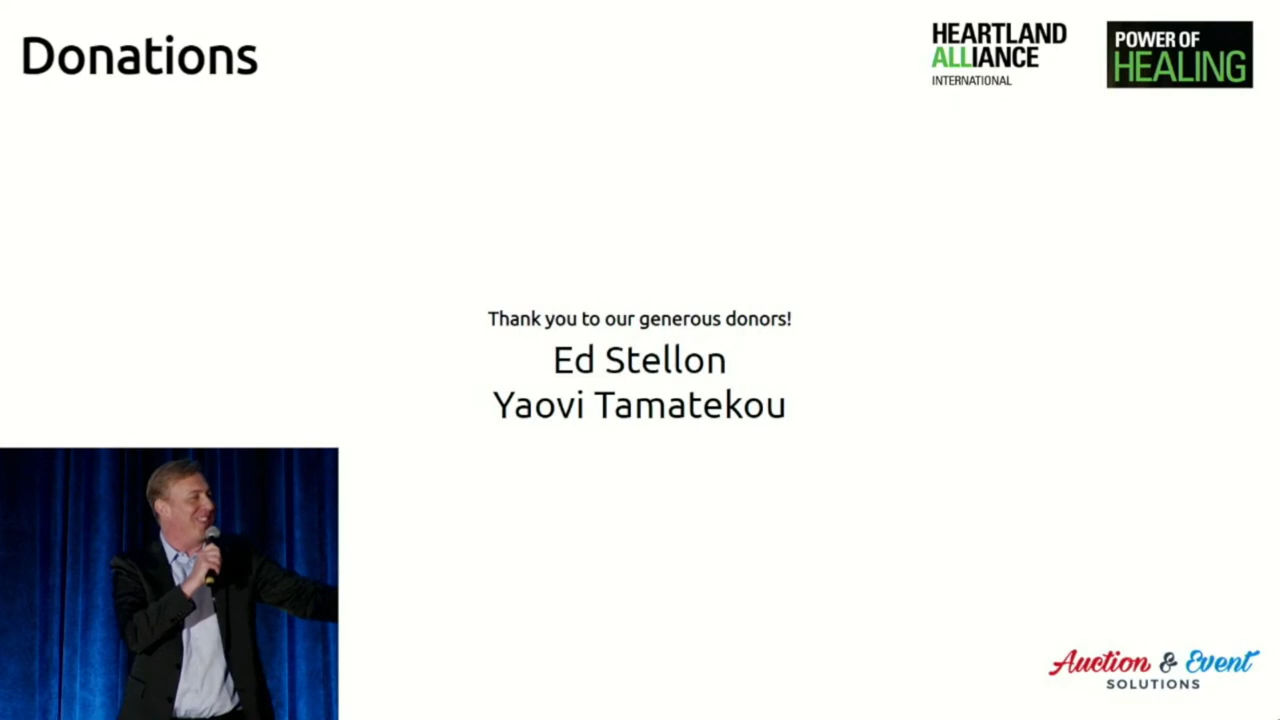 Donations
HEARTLAND
ALLIANCE
INTERNATIONAL
POWER OF
HEALING
Thank you to our generous donors!
Ed Stellon
Yaovi Tamatekou
Auction & Event
SOLUTIONS